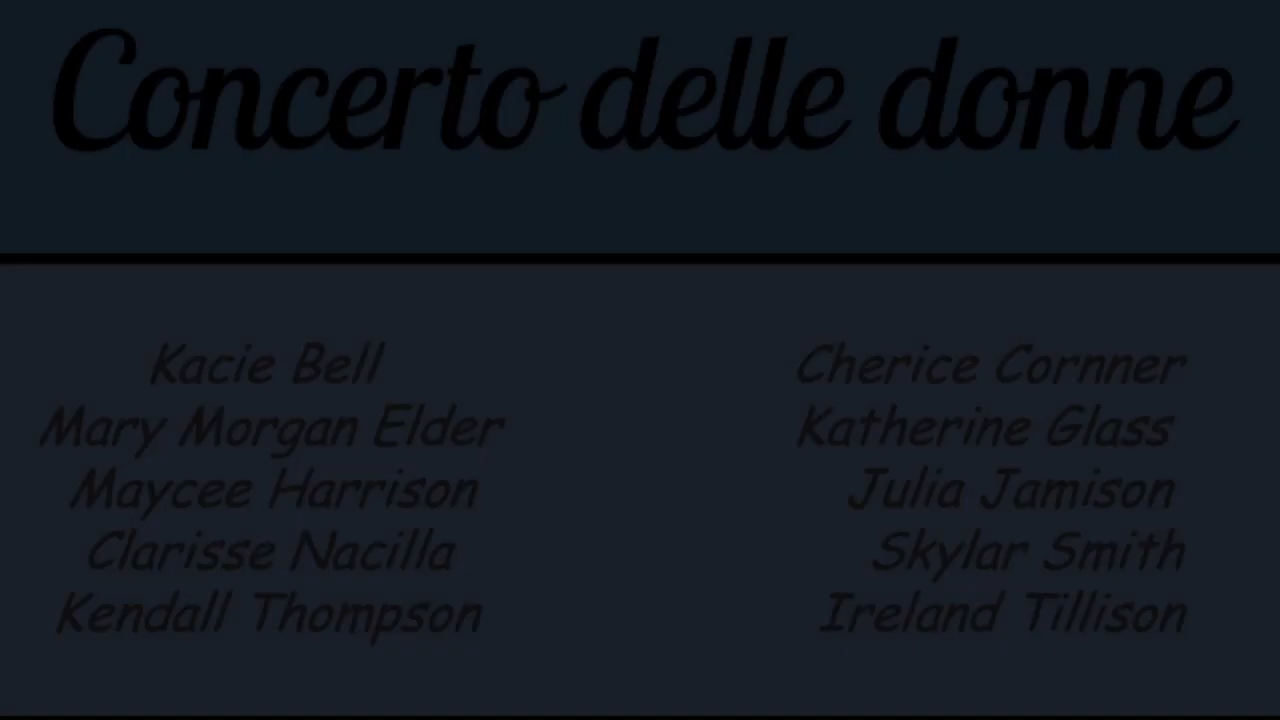 Concerto delle donne
Kacie Bell
Mary Morgan Elder
Maycee Harrison
Clarisse Nacilla
Kendall Thompson
Cherice Cornner
Katherine Glass
Julia Jamison
Skylar Smith
Ireland Tillison